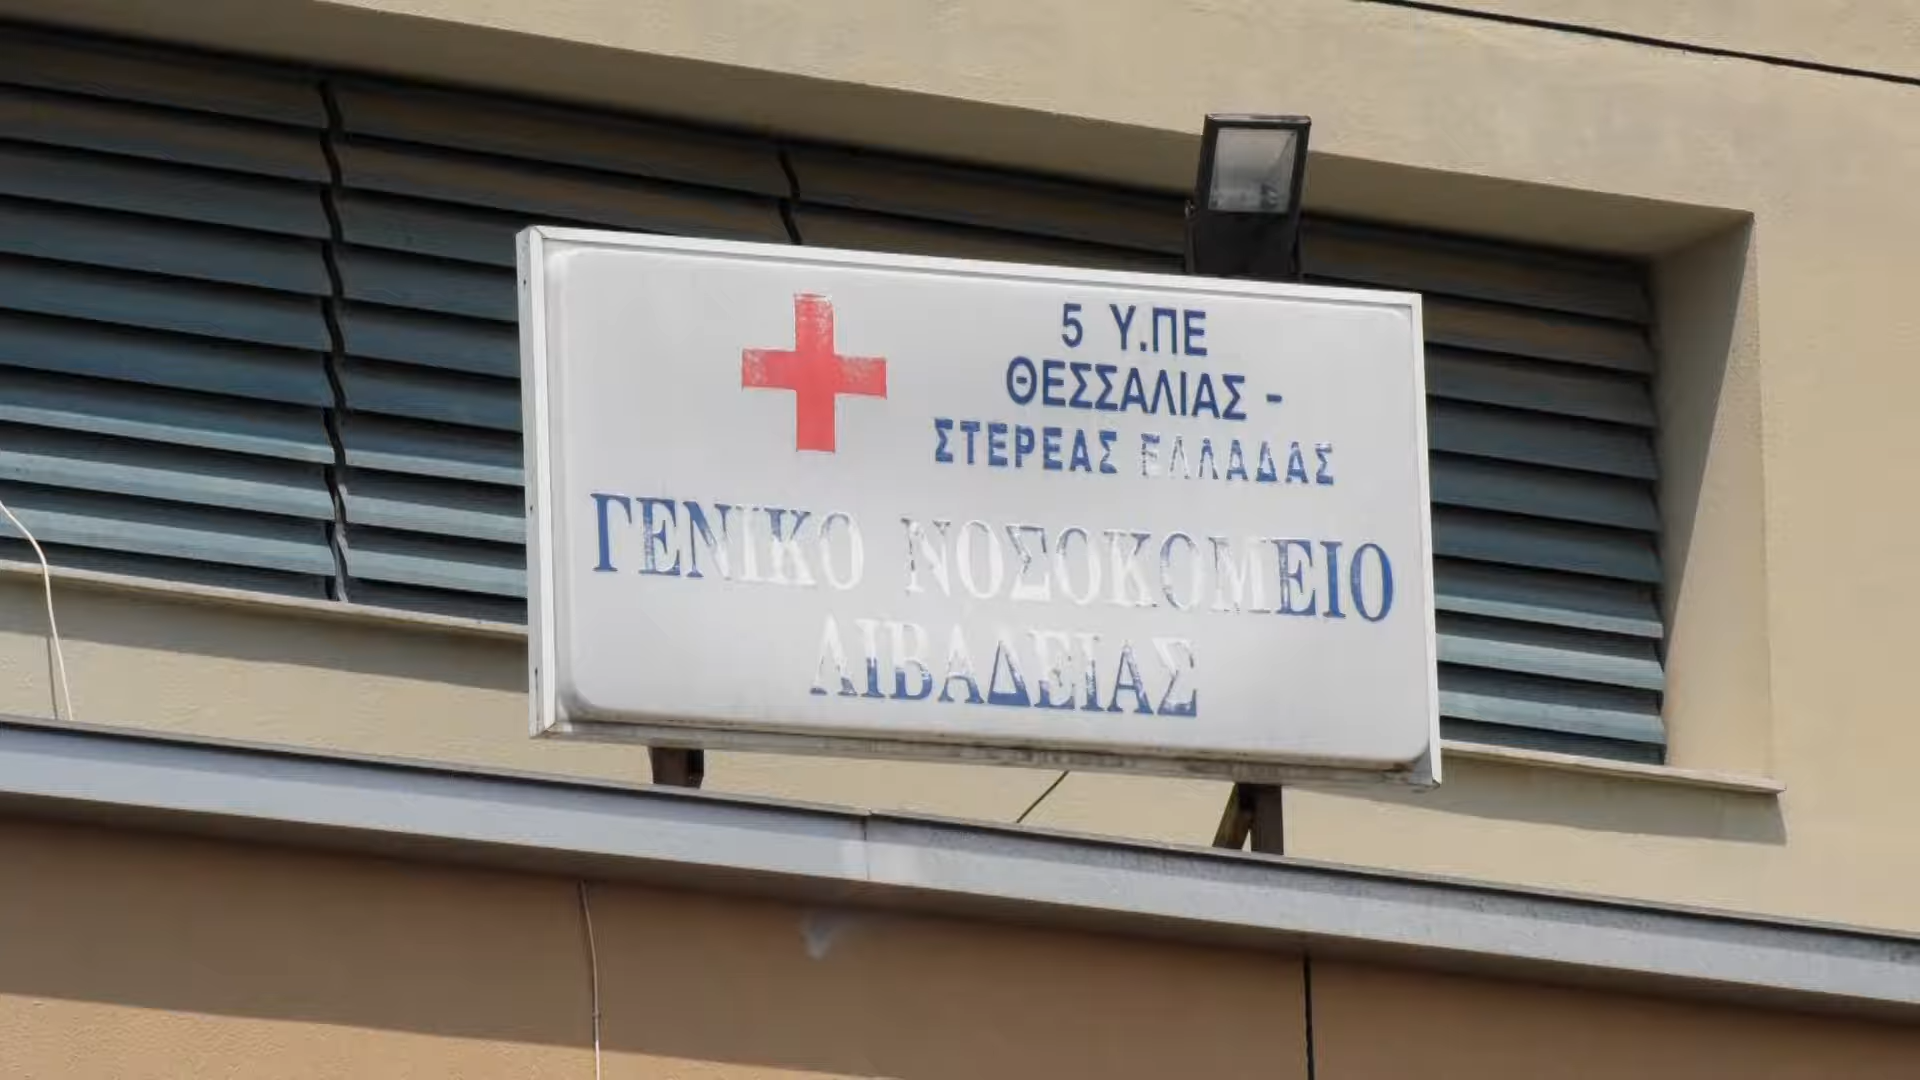 5 Υ.ΠΕ
ΘΕΣΣΑΛΙΑΣ -
ΣΤΕΡΕΑΣ ΕΛΛΑΔΑΣ
ΓΕΝΙΚΟ ΝΟΣΟΚΟΜΕΙΟ
ΛΙΒΑΔΕΙΑΣ